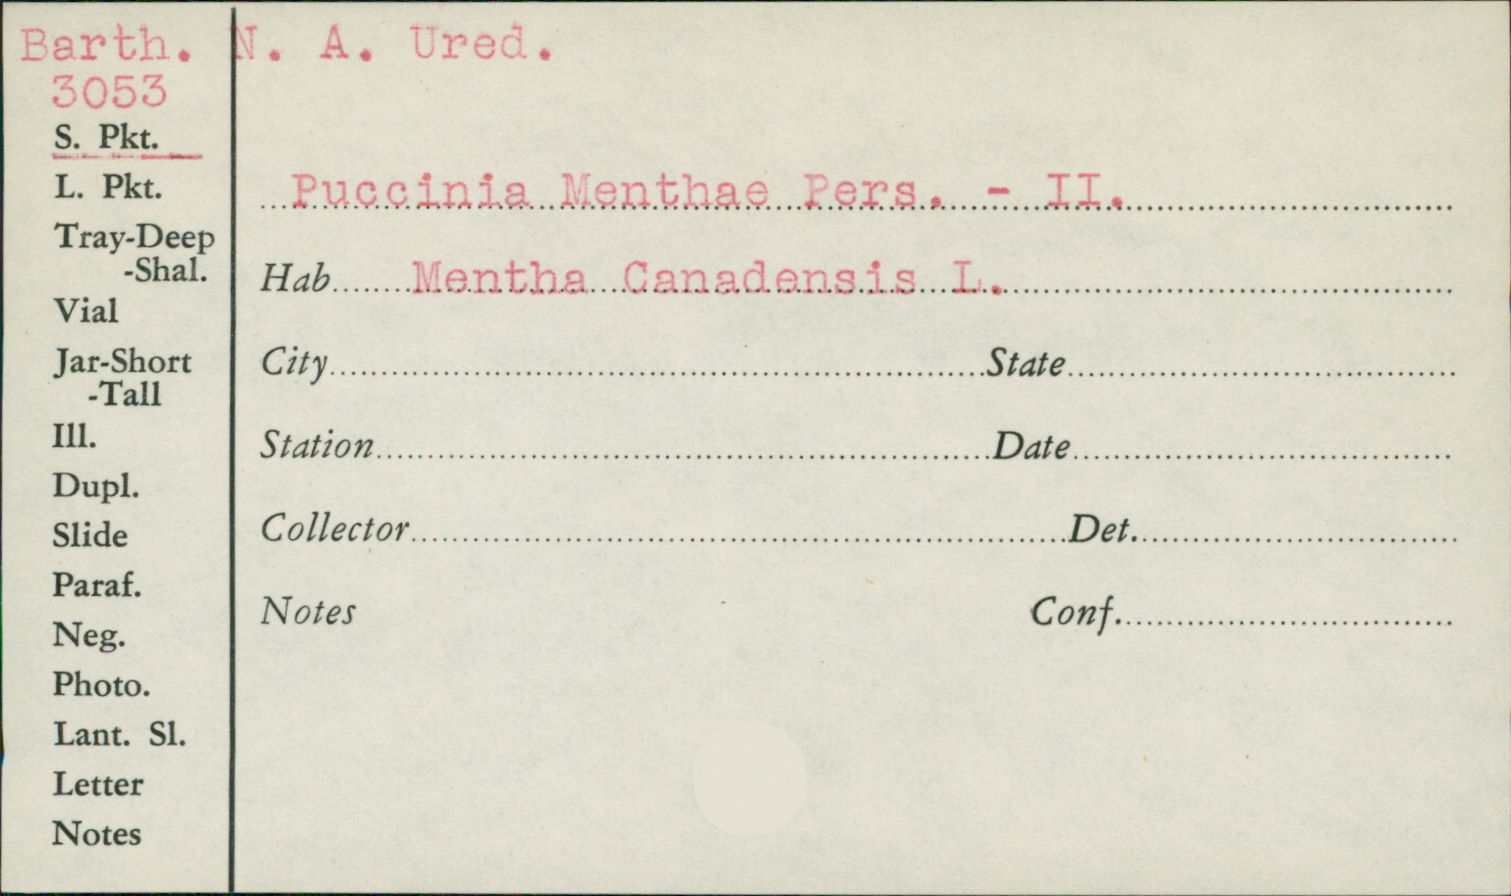 Barth. N. A. Ured.
3053
S. Pkt.
L. Pkt.
Tray-Deep
-Shal.
Vial
Jar-Short
-Tall
Ill.
Dupl.
Slide
Paraf.
Neg.
Photo.
Lant. Sl.
Letter
Notes
Puccinia Menthae Pers. - II.
Hab Mentha Canadensis L.
City State
Station Date
Collector Det.
Notes Conf.